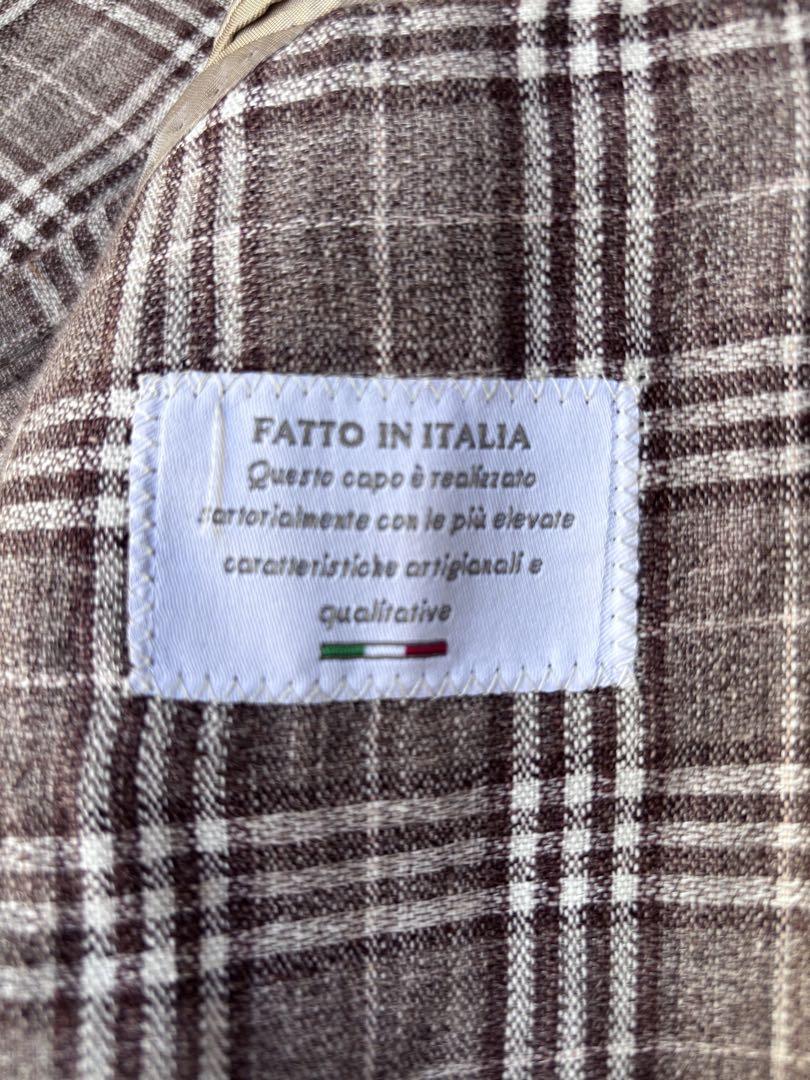 FATTO IN ITALIA
Questo capo è realizzato
sartorialmente con le più elevate
caratteristiche artigianali e
qualitative